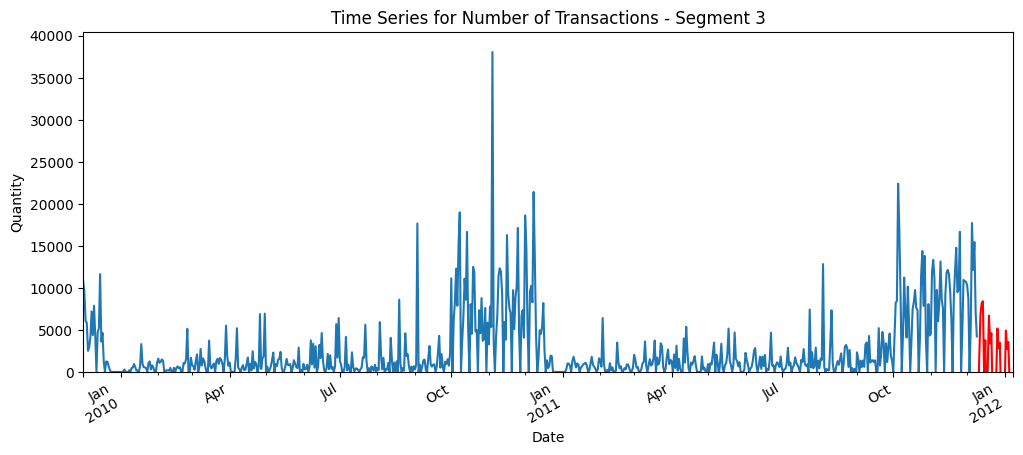 Time Series for Number of Transactions - Segment 3
40000
35000
30000
25000
20000
15000
10000
5000
0
Quantity
Jan
2010
Apr
Jul
Oct
Jan
2011
Apr
Jul
Oct
Jan
2012
Date